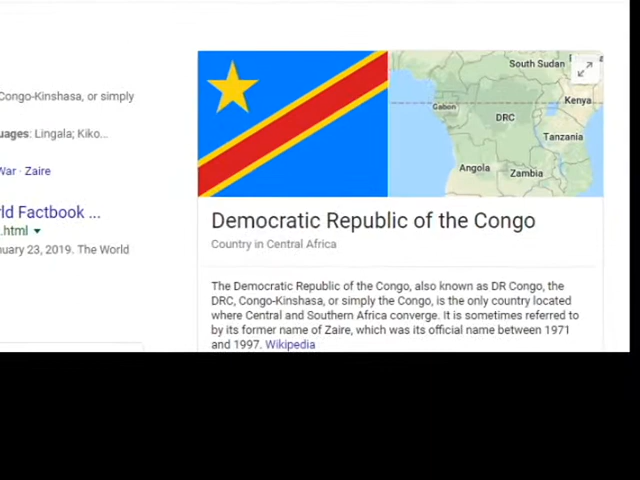 Congo-Kinshasa, or simply
uages: Lingala; Kiko...
War · Zaire
ld Factbook ...
.html
nuary 23, 2019. The World
South Sudan
Gabon
Kenya
DRC
Tanzania
Angola
Zambia
Democratic Republic of the Congo
Country in Central Africa
The Democratic Republic of the Congo, also known as DR Congo, the
DRC, Congo-Kinshasa, or simply the Congo, is the only country located
where Central and Southern Africa converge. It is sometimes referred to
by its former name of Zaire, which was its official name between 1971
and 1997. Wikipedia